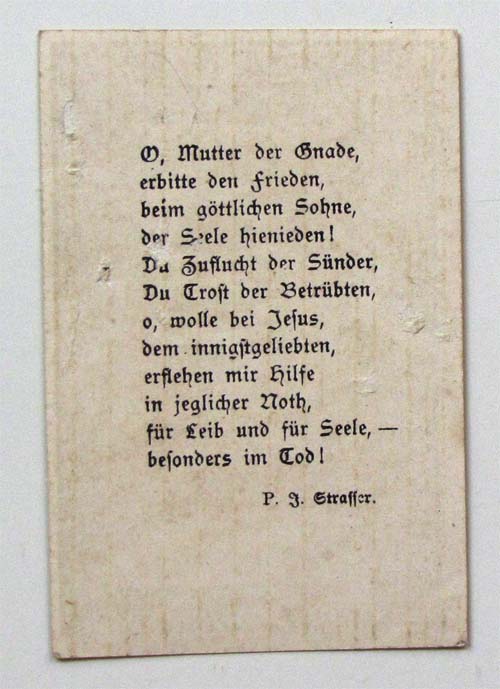 O, Mutter der Gnade,
erbitte den Frieden,
beim göttlichen Sohne,
der Seele hienieden!
Du Zuflucht der Sünder,
Du Trost der Betrübten,
o, wolle bei Jesus,
dem innigstgeliebten,
erflehen mir Hilfe
in jeglicher Noth,
für Leib und für Seele, —
besonders im Tod!
P. J. Strasser.